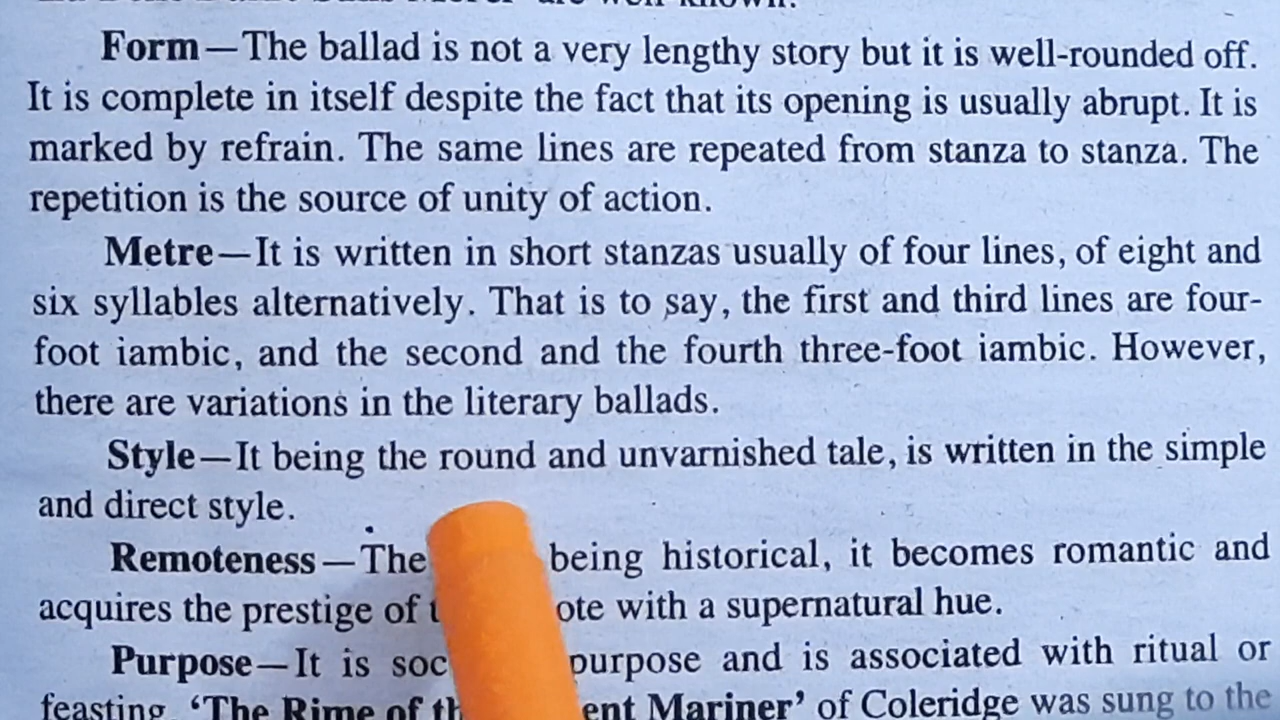 Form—The ballad is not a very lengthy story but it is well-rounded off.
It is complete in itself despite the fact that its opening is usually abrupt. It is
marked by refrain. The same lines are repeated from stanza to stanza. The
repetition is the source of unity of action.
Metre—It is written in short stanzas usually of four lines, of eight and
six syllables alternatively. That is to say, the first and third lines are four-
foot iambic, and the second and the fourth three-foot iambic. However,
there are variations in the literary ballads.
Style—It being the round and unvarnished tale, is written in the simple
and direct style.
Remoteness—The being historical, it becomes romantic and
acquires the prestige of with a supernatural hue.
Purpose—It is purpose and is associated with ritual or
feasting. ‘The Rime of Mariner’ of Coleridge was sung to the